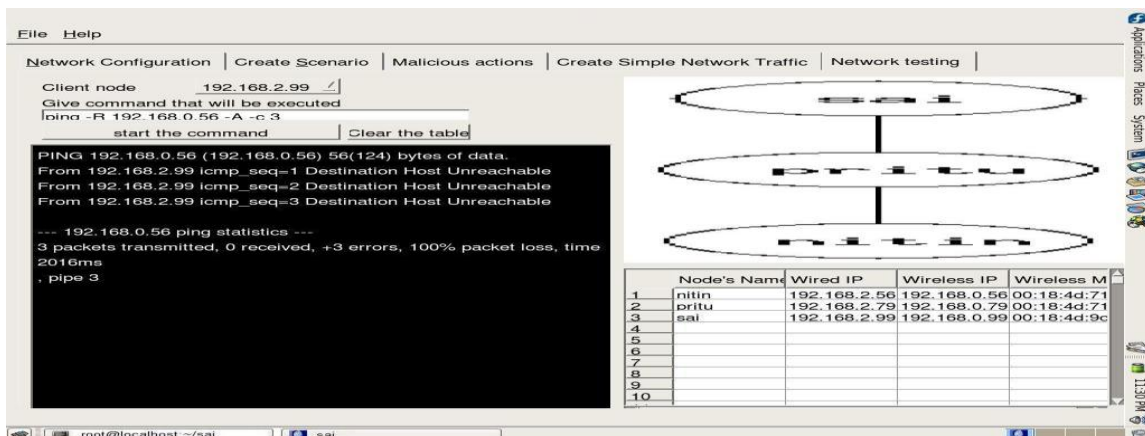 File Help
Network Configuration Create Scenario Malicious actions Create Simple Network Traffic Network testing
Client node 192.168.2.99
Give command that will be executed
ping -R 192.168.0.56 -A -c 3
start the command Clear the table
PING 192.168.0.56 (192.168.0.56) 56(124) bytes of data.
From 192.168.2.99 icmp_seq=1 Destination Host Unreachable
From 192.168.2.99 icmp_seq=2 Destination Host Unreachable
From 192.168.2.99 icmp_seq=3 Destination Host Unreachable
--- 192.168.0.56 ping statistics ---
3 packets transmitted, 0 received, +3 errors, 100% packet loss, time
2016ms
, pipe 3
sai
pritu
nitin
Node's Name Wired IP Wireless IP Wireless M
1 nitin 192.168.2.56 192.168.0.56 00:18:4d:71
2 pritu 192.168.2.79 192.168.0.79 00:18:4d:71
3 sai 192.168.2.99 192.168.0.99 00:18:4d:9c
4
5
6
7
8
9
10
Applications Places System
11:30 PM
root@localhost:~/sai sai